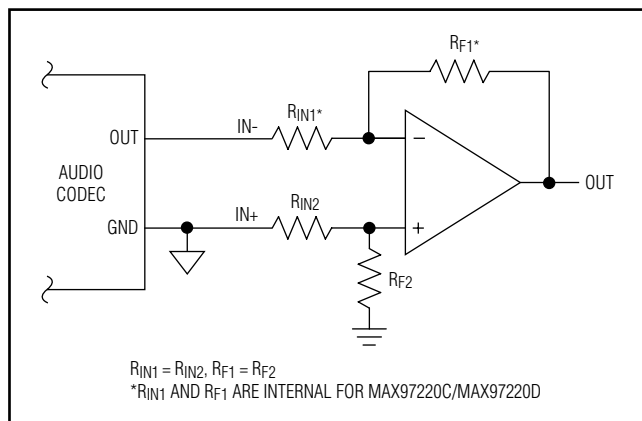 RF1*
RIN1*
IN-
OUT
AUDIO
CODEC
−
OUT
GND
IN+
RIN2
+
RF2
RIN1 = RIN2, RF1 = RF2
*RIN1 AND RF1 ARE INTERNAL FOR MAX97220C/MAX97220D